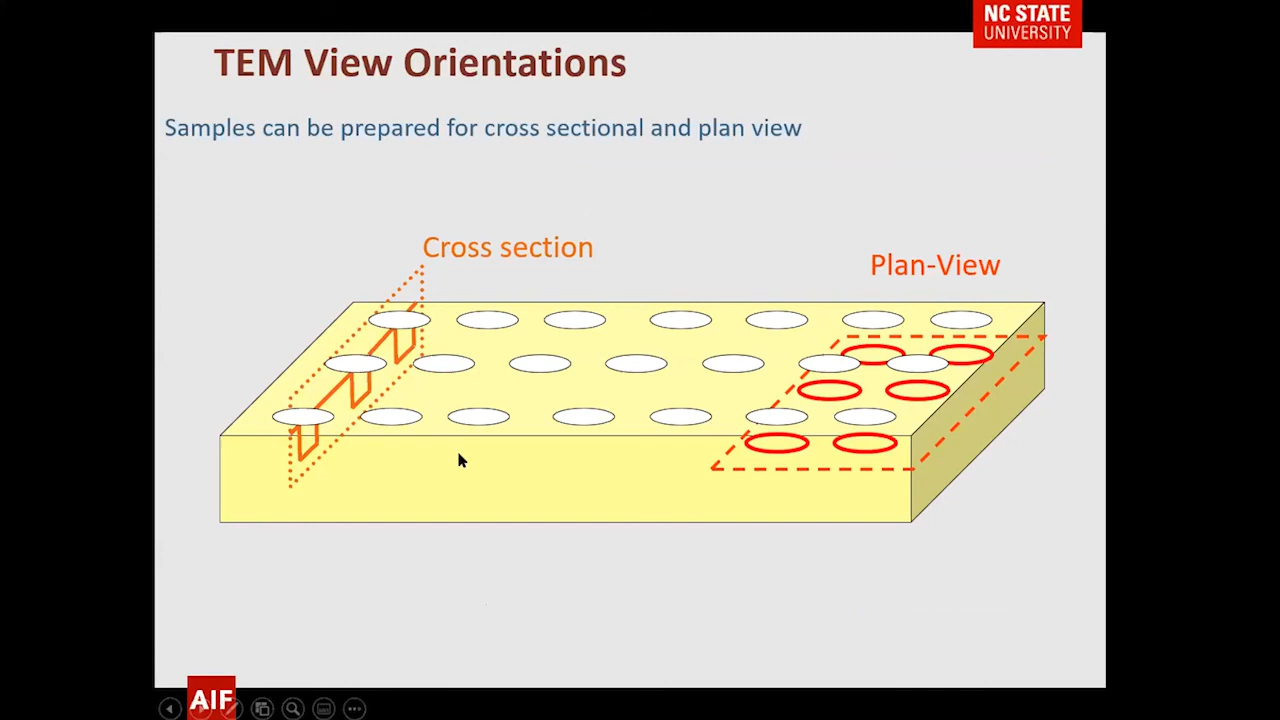 NC STATE
UNIVERSITY
TEM View Orientations
Samples can be prepared for cross sectional and plan view
Cross section
Plan-View
AIF